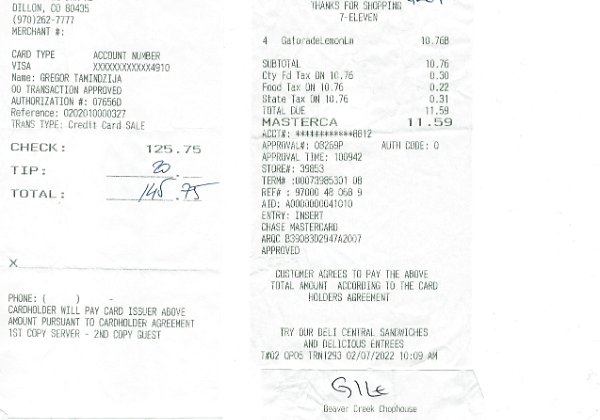 DILLON, CO 80435
(970)262-7777
MERCHANT #:
CARD TYPE ACCOUNT NUMBER
VISA XXXXXXXXXXXX4910
Name: GREGOR TAMINDZIJA
00 TRANSACTION APPROVED
AUTHORIZATION #: 07656D
Reference: 0202010000327
TRANS TYPE: Credit Card SALE
CHECK: 125.75
TIP: 20
TOTAL: 145.75
X
PHONE: ( ) -
CARDHOLDER WILL PAY CARD ISSUER ABOVE
AMOUNT PURSUANT TO CARDHOLDER AGREEMENT
1ST COPY SERVER - 2ND COPY GUEST
THANKS FOR SHOPPING
7-ELEVEN
4 GatoradeLemonLm 10.76B
SUBTOTAL 10.76
Cty Fd Tax ON 10.76 0.30
Food Tax ON 10.76 0.22
State Tax ON 10.76 0.31
TOTAL DUE 11.59
MASTERCA 11.59
ACCT#: ************8812
APPROVAL#: 08269P AUTH CODE: 0
APPROVAL TIME: 100942
STORE#: 39853
TERM# :00073985301 08
REF# : 97000 48 068 9
AID: A0000000041010
ENTRY: INSERT
CHASE MASTERCARD
ARQC B3908302947A2007
APPROVED
CUSTOMER AGREES TO PAY THE ABOVE
TOTAL AMOUNT ACCORDING TO THE CARD
HOLDERS AGREEMENT
TRY OUR DELI CENTRAL SANDWICHES
AND DELICIOUS ENTREES
T#02 OP05 TRN1293 02/07/2022 10:09 AM
Beaver Creek Chophouse